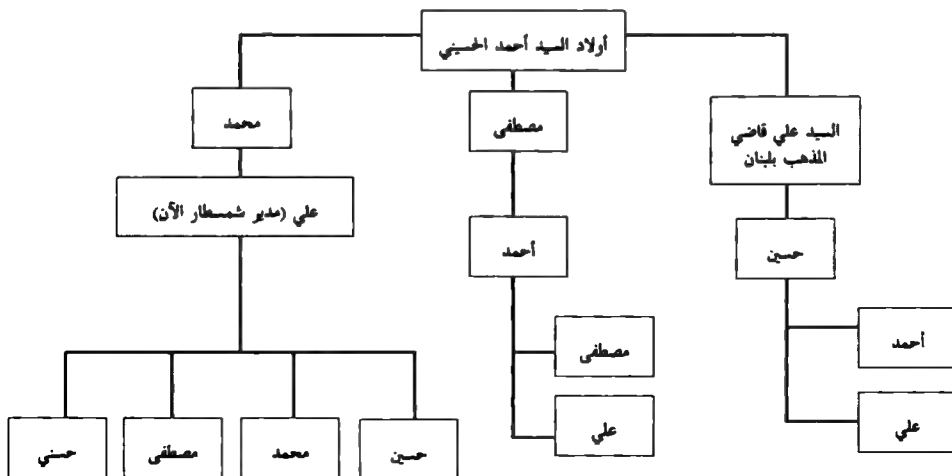 أولاد السيد أحمد الحسيني
السيد علي قاضي
المذهب بلبنان
مصطفى
محمد
علي (مدير شمسطار الآن)
حسين
أحمد
أحمد
مصطفى
علي
علي
حسين
محمد
مصطفى
حسني